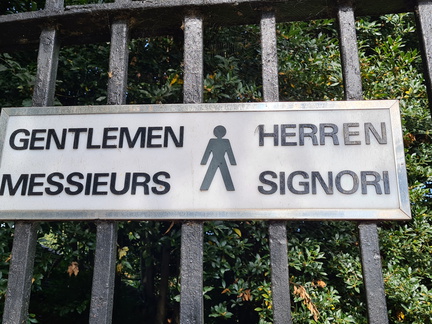 GENTLEMEN
MESSIEURS
HERREN
SIGNORI